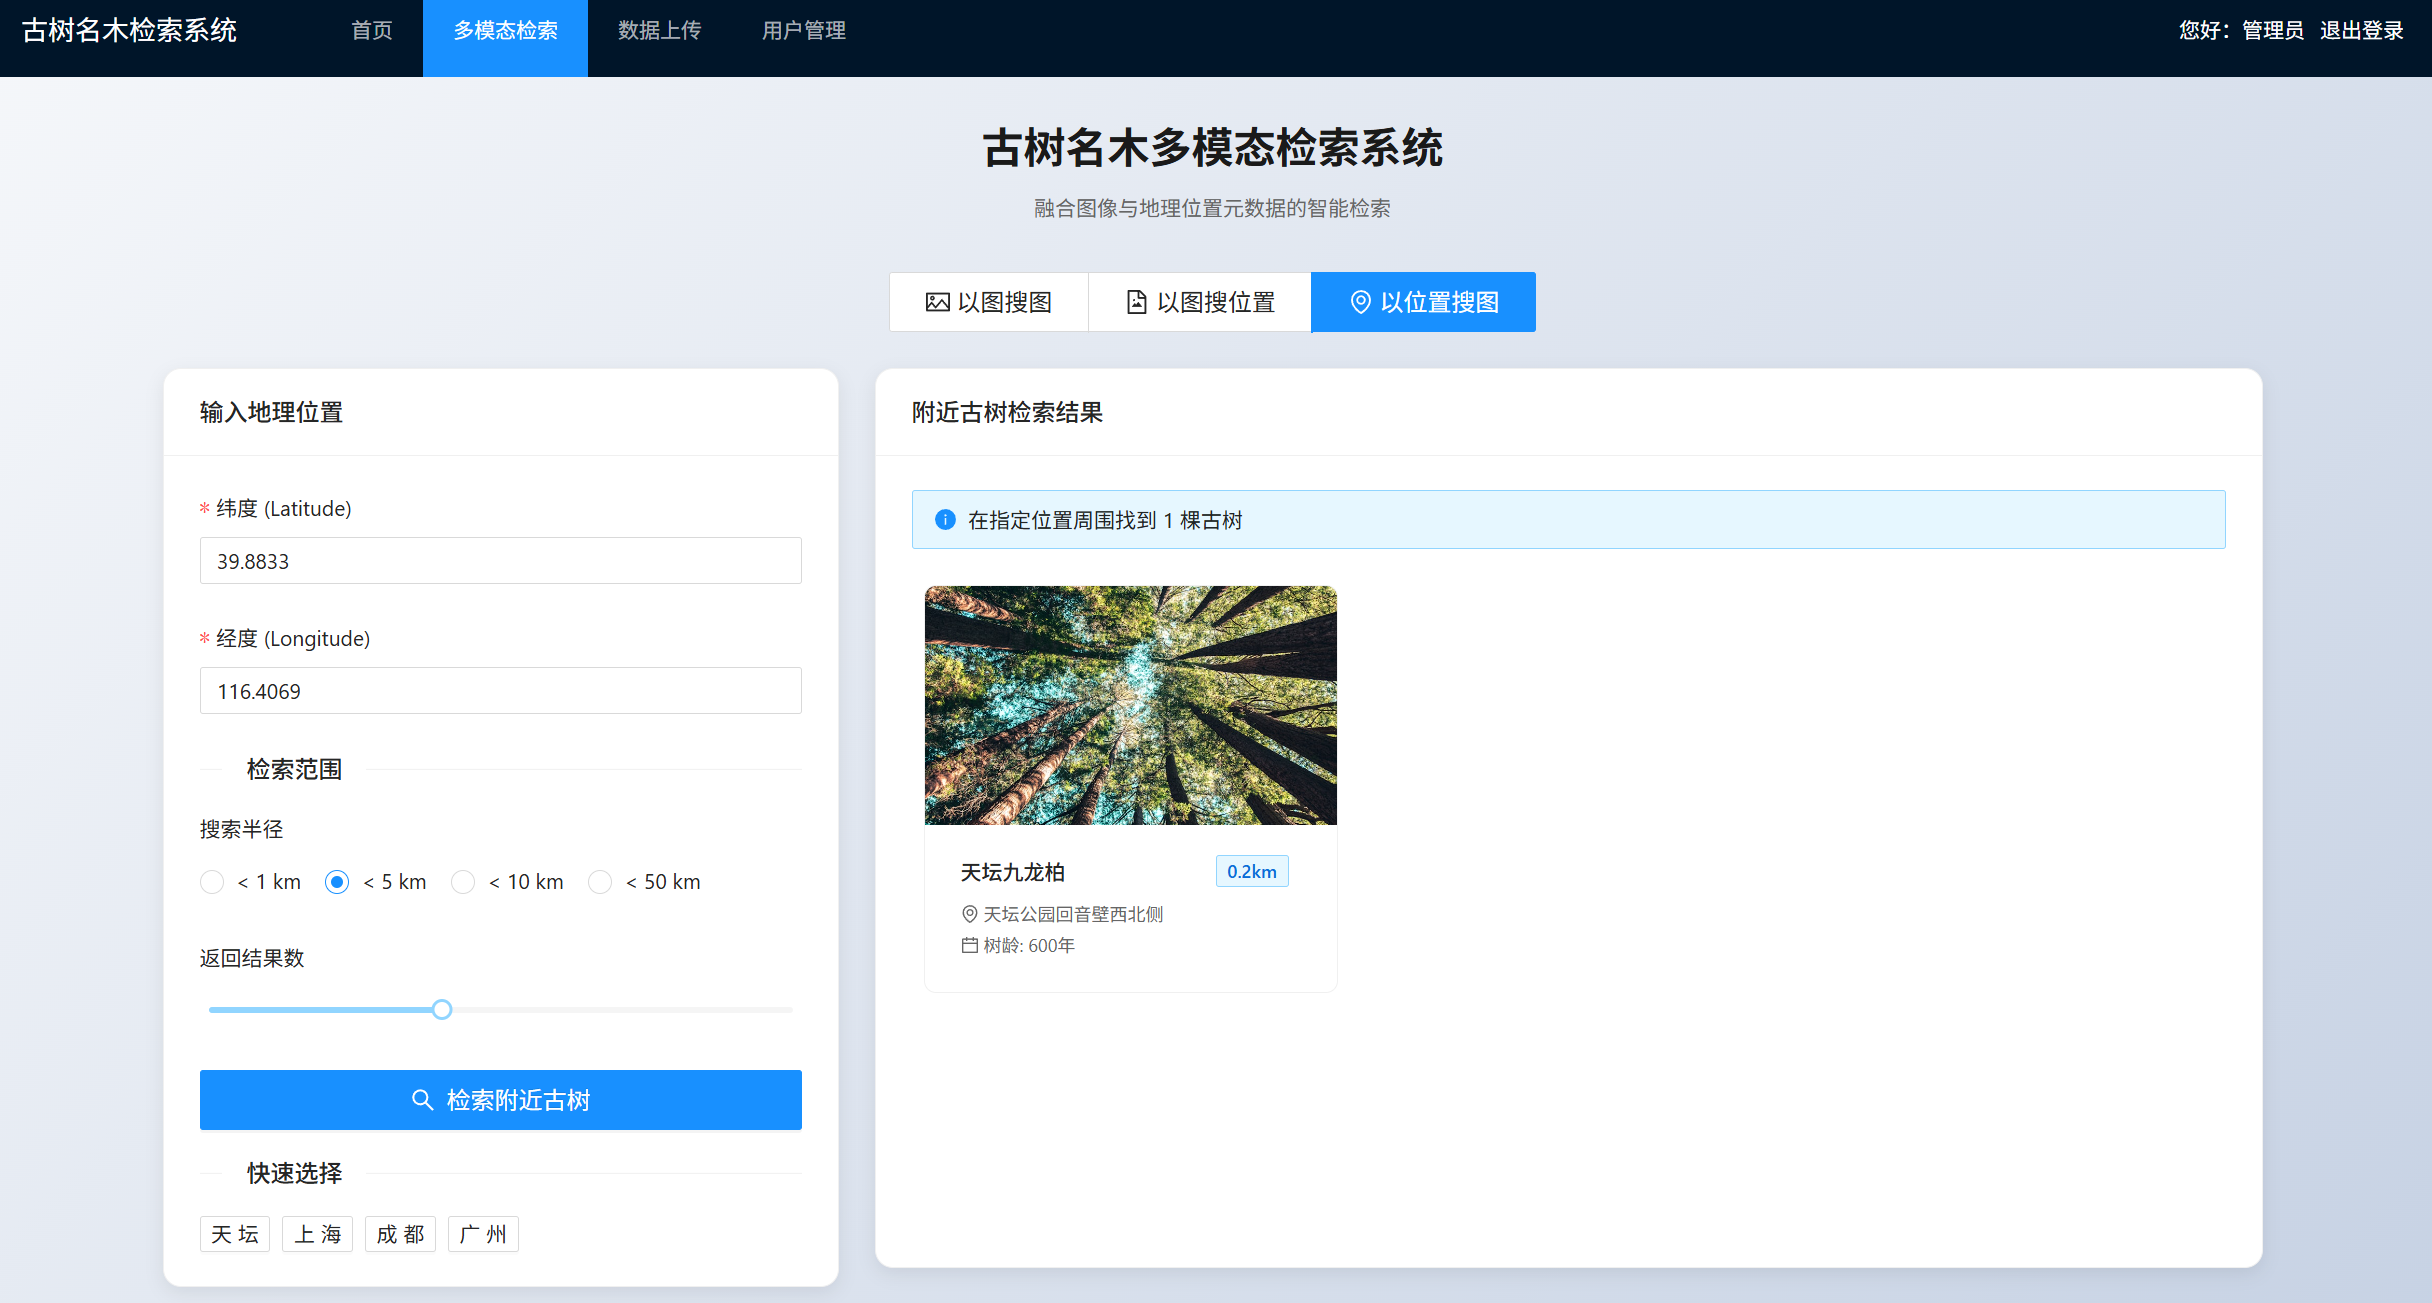 古树名木检索系统
首页
多模态检索
数据上传
用户管理
您好：管理员
退出登录
古树名木多模态检索系统
融合图像与地理位置元数据的智能检索
以图搜图
以图搜位置
以位置搜图
输入地理位置
* 纬度 (Latitude)
39.8833
* 经度 (Longitude)
116.4069
检索范围
搜索半径
< 1 km
< 5 km
< 10 km
< 50 km
返回结果数
检索附近古树
快速选择
天坛
上海
成都
广州
附近古树检索结果
在指定位置周围找到 1 棵古树
天坛九龙柏
0.2km
天坛公园回音壁西北侧
树龄: 600年